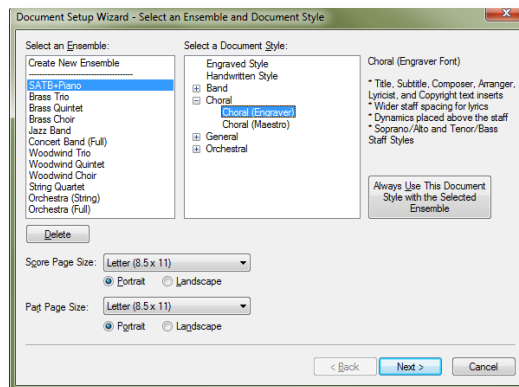 Document Setup Wizard - Select an Ensemble and Document Style
Select an Ensemble:
Create New Ensemble
SATB+Piano
Brass Trio
Brass Quintet
Brass Choir
Jazz Band
Concert Band (Full)
Woodwind Trio
Woodwind Quintet
Woodwind Choir
String Quartet
Orchestra (String)
Orchestra (Full)
Delete
Select a Document Style:
Engraved Style
Handwritten Style
Band
Choral
Choral (Engraver)
Choral (Maestro)
General
Orchestral
Choral (Engraver Font)
* Title, Subtitle, Composer, Arranger,
Lyricist, and Copyright text inserts
* Wider staff spacing for lyrics
* Dynamics placed above the staff
* Soprano/Alto and Tenor/Bass
Staff Styles
Always Use This Document
Style with the Selected
Ensemble
Score Page Size: Letter (8.5 x 11)
Portrait Landscape
Part Page Size: Letter (8.5 x 11)
Portrait Landscape
< Back Next > Cancel